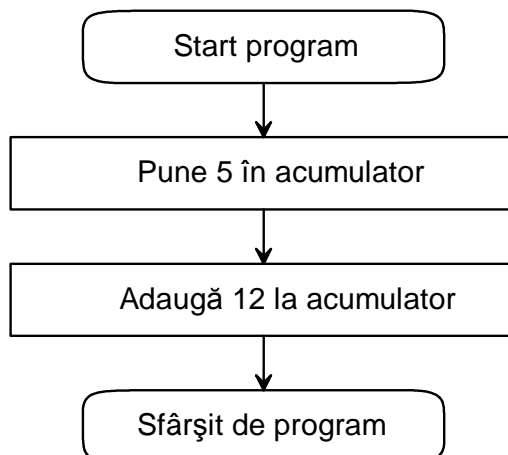 Start program
Pune 5 în acumulator
Adaugă 12 la acumulator
Sfârşit de program